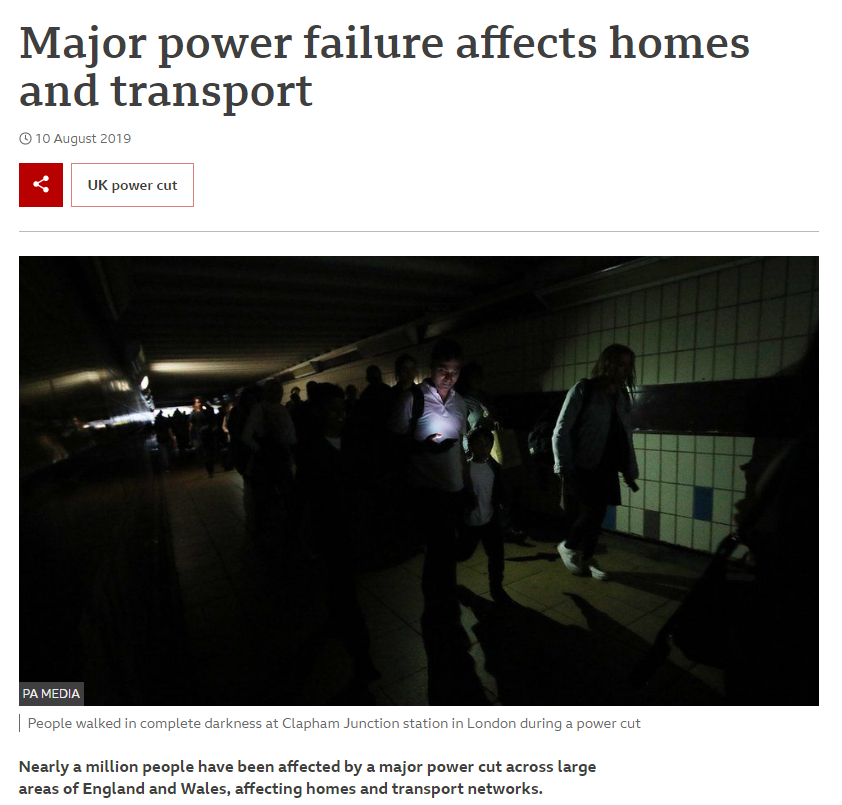 Major power failure affects homes
and transport
10 August 2019
UK power cut
PA MEDIA
People walked in complete darkness at Clapham Junction station in London during a power cut
Nearly a million people have been affected by a major power cut across large
areas of England and Wales, affecting homes and transport networks.